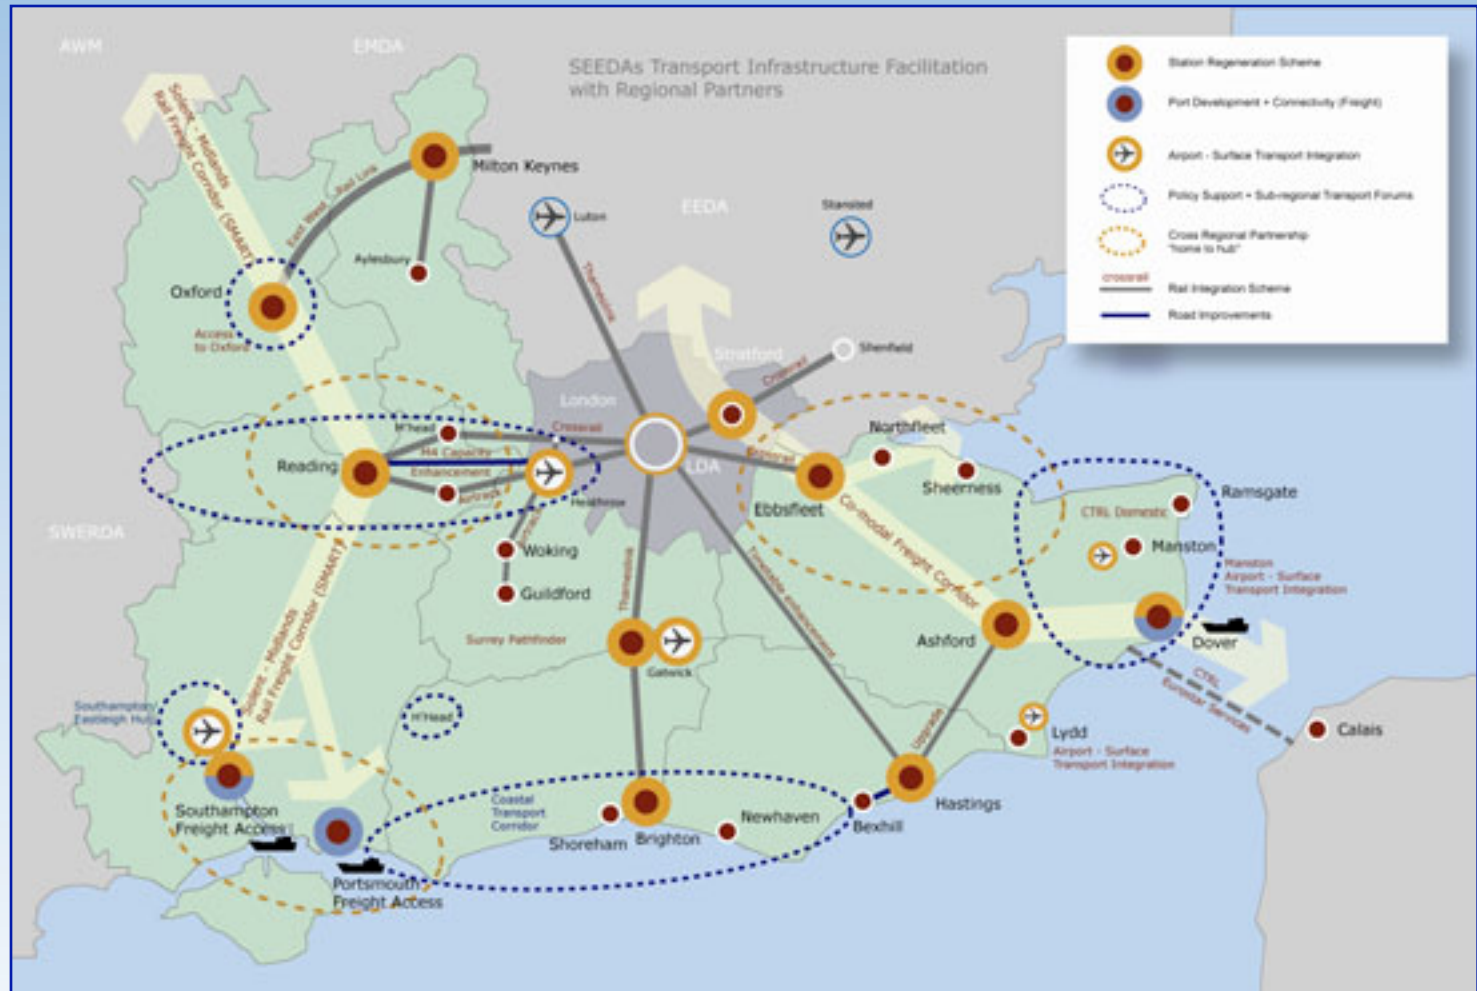 AWM
EMDA
SEEDAs Transport Infrastructure Facilitation
with Regional Partners
Station Regeneration Scheme
Port Development + Connectivity (Freight)
Airport - Surface Transport Integration
Policy Support + Sub-regional Transport Forums
Cross Regional Partnership
"home to hub"
crossrail
Rail Integration Scheme
Road Improvements
Solent - Midlands
Rail Freight Corridor (SMART)
East West - Rail Link
Milton Keynes
Aylesbury
Luton
EEDA
Stansted
Thameslink
Oxford
Access
to Oxford
Stratford
Crossrail
Shenfield
London
LDA
H'head
Crossrail
M4 Capacity
Enhancement
Reading
Airtrack
Heathrow
Airtrack
Woking
Guildford
Crossrail
Northfleet
Sheerness
Ebbsfleet
Co-modal Freight Corridor
Ramsgate
CTRL Domestic
Manston
Manston
Airport - Surface
Transport Integration
SWERDA
Solent - Midlands
Rail Freight Corridor (SMART)
Thameslink
Timetable enhancement
Surrey Pathfinder
Gatwick
Ashford
Dover
CTRL
Eurostar Services
Calais
Southampton/
Eastleigh Hub
H'Head
Upgrade
Lydd
Airport - Surface
Transport Integration
Southampton
Freight Access
Portsmouth
Freight Access
Coastal
Transport
Corridor
Shoreham
Brighton
Newhaven
Bexhill
Hastings